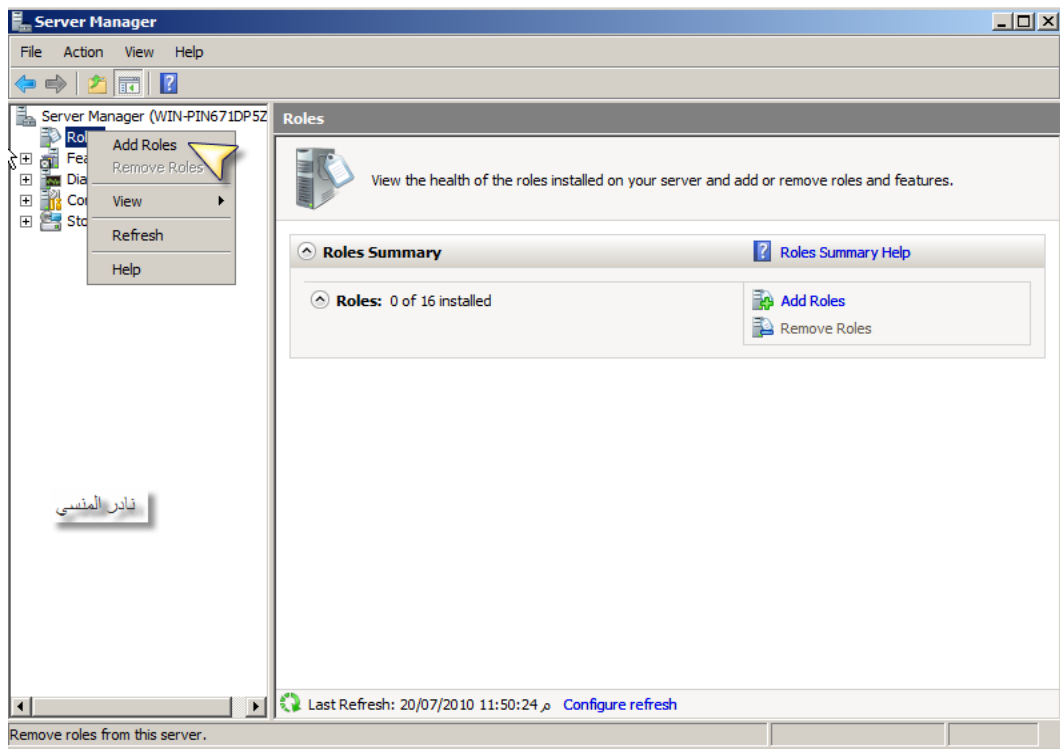 Server Manager
File Action View Help
Server Manager (WIN-PIN671DP5Z
Roles
Add Roles
Remove Roles
View
Refresh
Help
View the health of the roles installed on your server and add or remove roles and features.
Roles Summary
Roles Summary Help
Roles: 0 of 16 installed
Add Roles
Remove Roles
نادر المنسي
Last Refresh: 20/07/2010 11:50:24 م Configure refresh
Remove roles from this server.